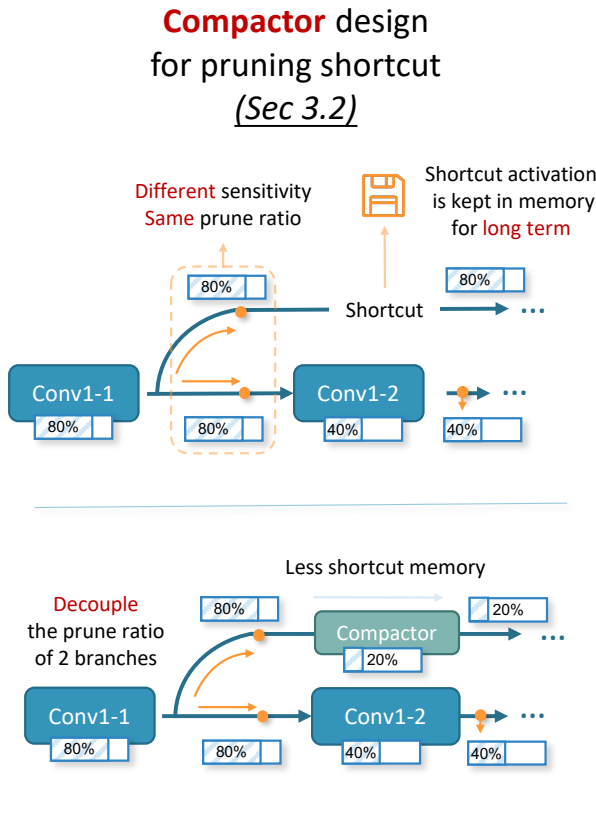 Compactor design
for pruning shortcut
(Sec 3.2)
Different sensitivity
Same prune ratio
Shortcut activation
is kept in memory
for long term
80%
80%
Shortcut
...
Conv1-1
80%
80%
Conv1-2
40%
...
40%
Less shortcut memory
Decouple
the prune ratio
of 2 branches
80%
Compactor
20%
20%
...
Conv1-1
80%
80%
Conv1-2
40%
...
40%